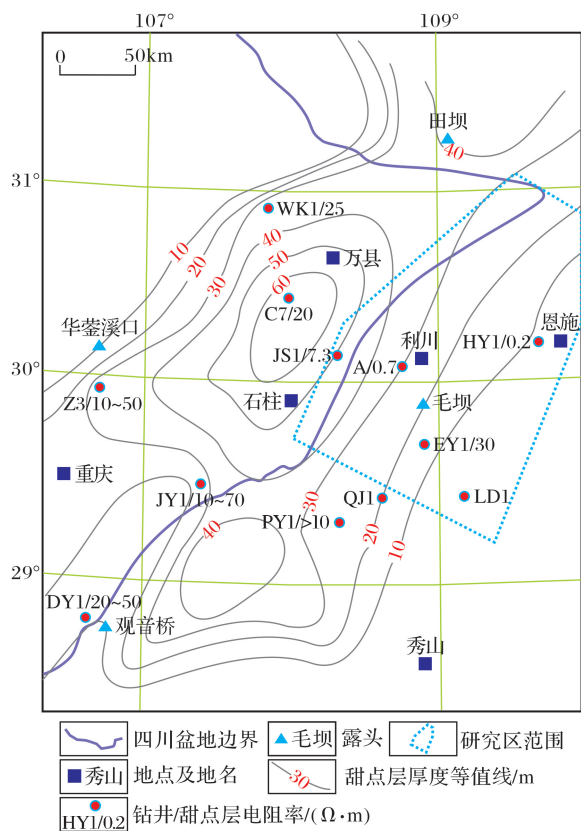 107°
109°
0 50km
田坝
40
31°
WK1/25
10
40
20
50
万县
30
60
C7/20
华蓥溪口
利川
HY1/0.2
恩施
JS1/7.3
A/0.7
30°
Z3/10~50
石柱
毛坝
EY1/30
重庆
JY1/10~70
30
QJ1
LD1
PY1/>10
20
40
10
29°
DY1/20~50
观音桥
秀山
四川盆地边界
毛坝 露头
研究区范围
秀山 地点及地名
30 甜点层厚度等值线/m
HY1/0.2 钻井/甜点层电阻率/(Ω·m)